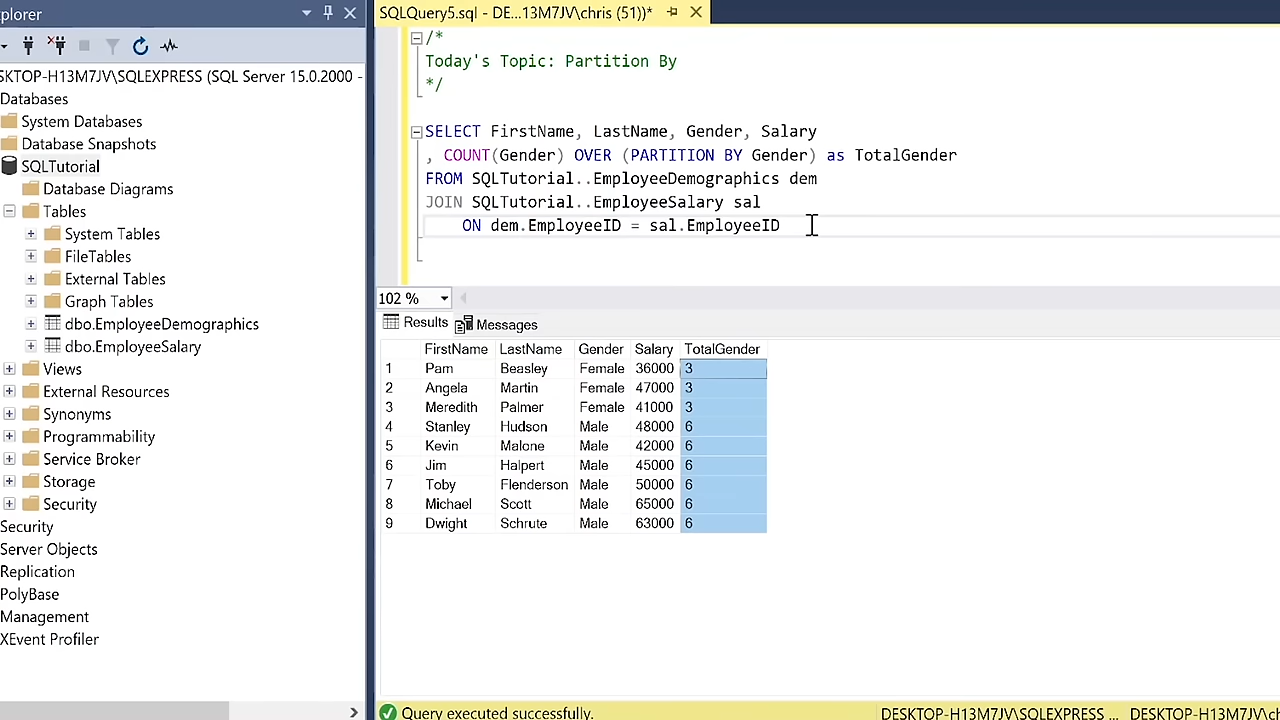 plorer
SQLQuery5.sql - DE...13M7JV\chris (51))*
SKTOP-H13M7JV\SQLEXPRESS (SQL Server 15.0.2000 -
Databases
System Databases
Database Snapshots
SQLTutorial
Database Diagrams
Tables
System Tables
FileTables
External Tables
Graph Tables
dbo.EmployeeDemographics
dbo.EmployeeSalary
Views
External Resources
Synonyms
Programmability
Service Broker
Storage
Security
Security
Server Objects
Replication
PolyBase
Management
XEvent Profiler
/*
Today's Topic: Partition By
*/
SELECT FirstName, LastName, Gender, Salary
, COUNT(Gender) OVER (PARTITION BY Gender) as TotalGender
FROM SQLTutorial..EmployeeDemographics dem
JOIN SQLTutorial..EmployeeSalary sal
ON dem.EmployeeID = sal.EmployeeID
102 %
Results Messages
FirstName LastName Gender Salary TotalGender
1 Pam Beasley Female 36000 3
2 Angela Martin Female 47000 3
3 Meredith Palmer Female 41000 3
4 Stanley Hudson Male 48000 6
5 Kevin Malone Male 42000 6
6 Jim Halpert Male 45000 6
7 Toby Flenderson Male 50000 6
8 Michael Scott Male 65000 6
9 Dwight Schrute Male 63000 6
Query executed successfully. DESKTOP-H13M7JV\SQLEXPRESS ... DESKTOP-H13M7JV\ch